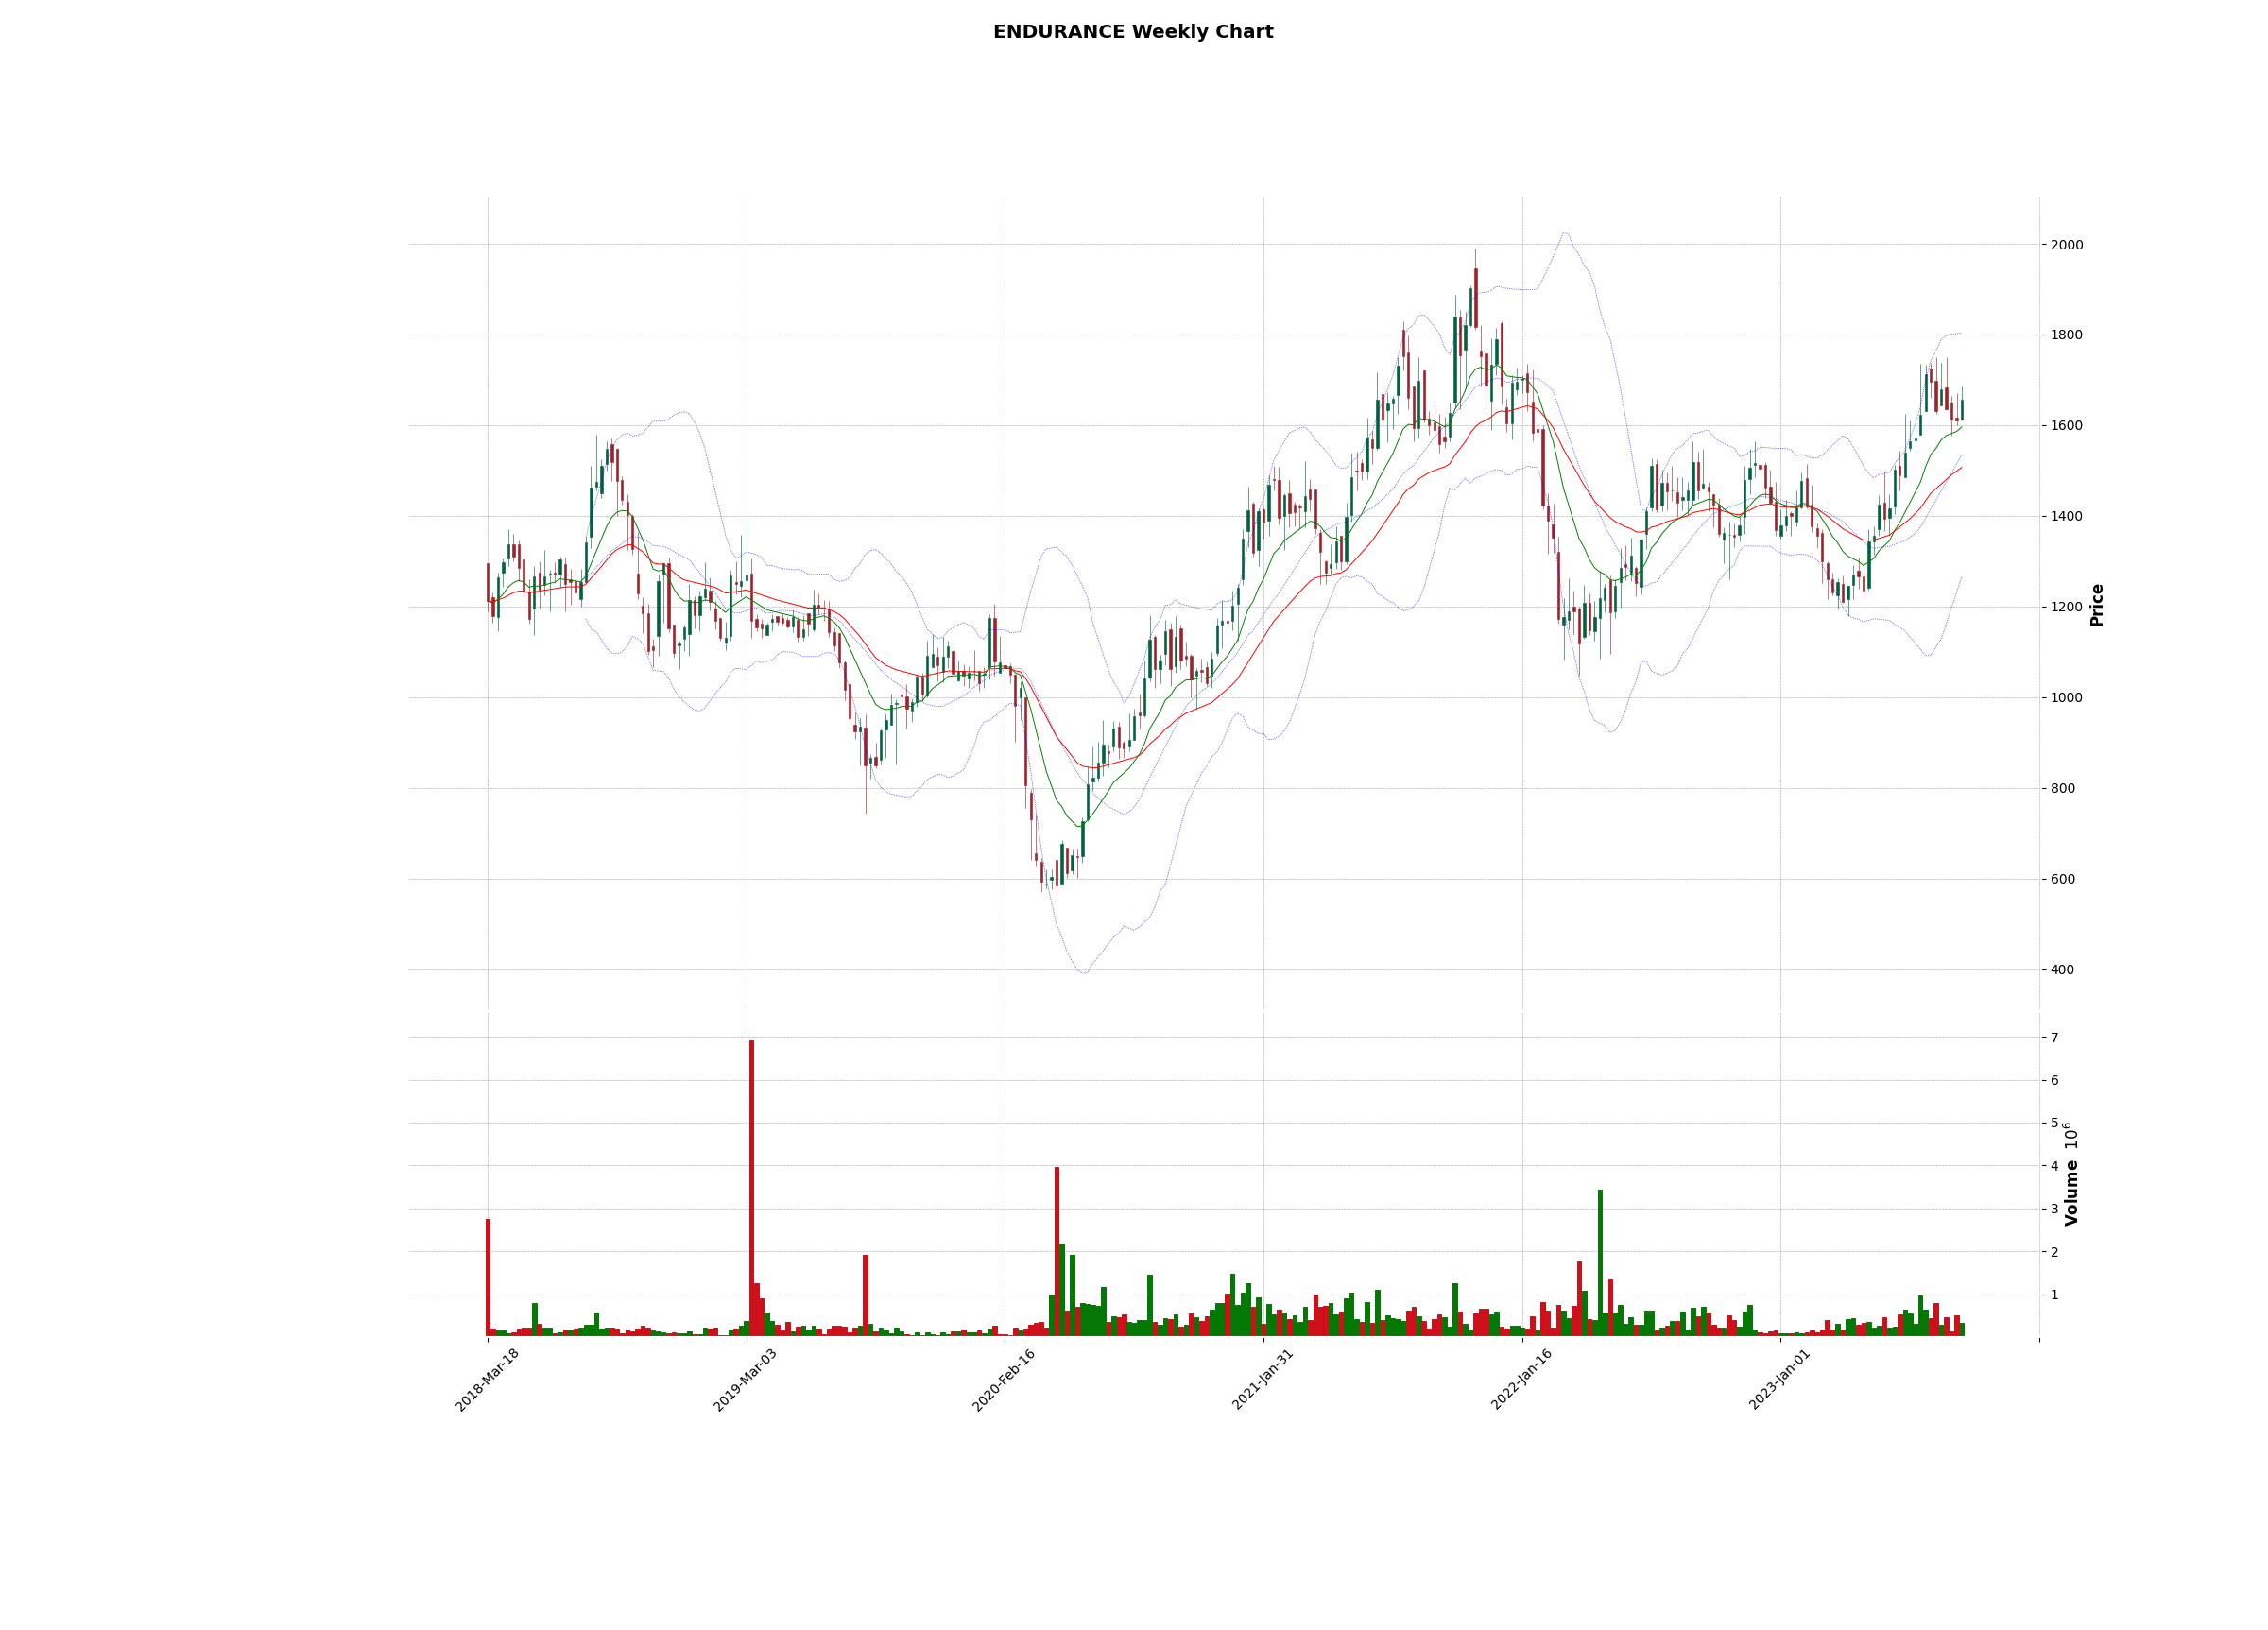 ENDURANCE Weekly Chart
2000
1800
1600
1400
1200
1000
800
600
400
Price
7
6
5
4
3
2
1
Volume 10^6
2018-Mar-18
2019-Mar-03
2020-Feb-16
2021-Jan-31
2022-Jan-16
2023-Jan-01